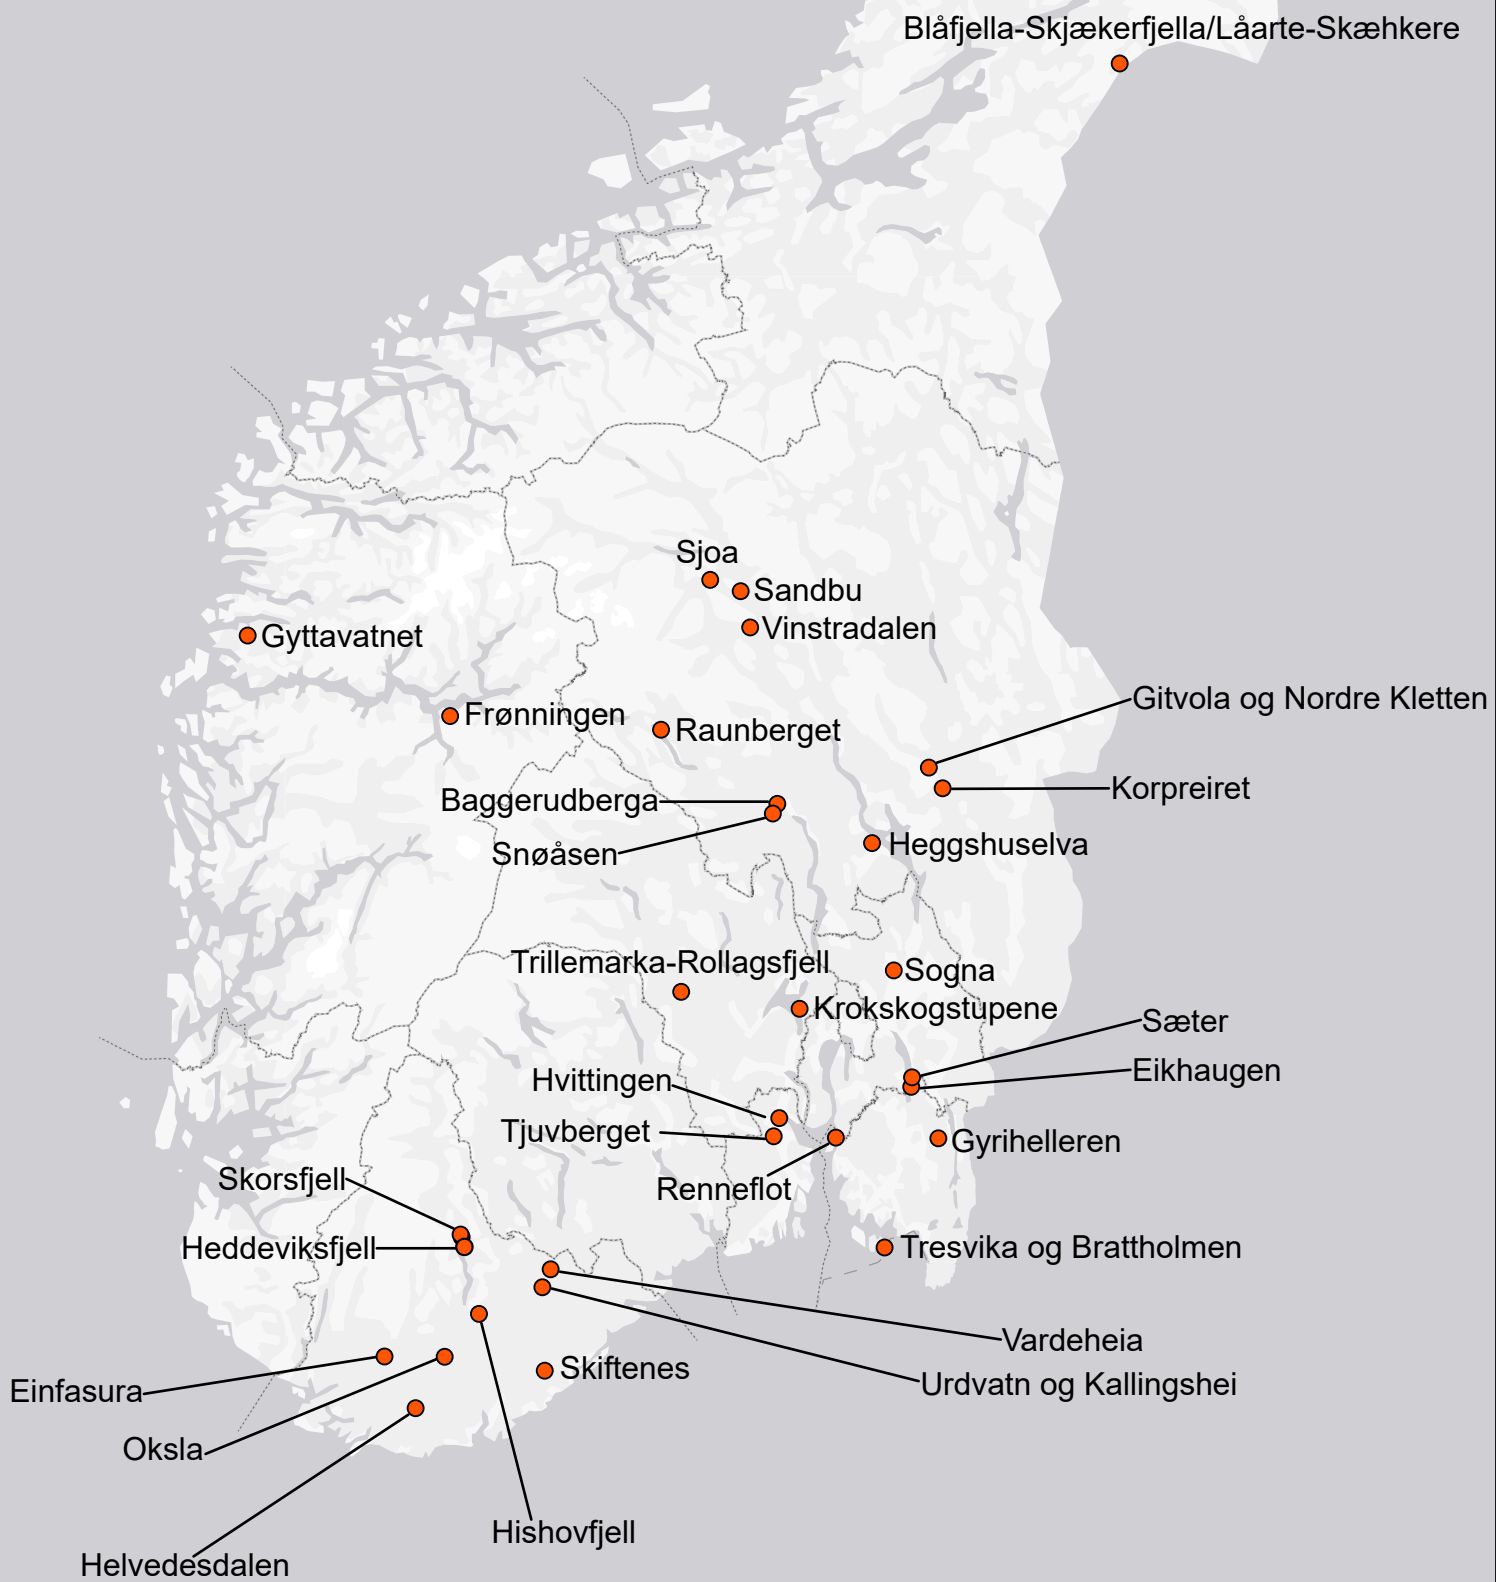 Blåfjella-Skjækerfjella/Låarte-Skæhkere
Sjoa
Sandbu
Vinstradalen
Gyttavatnet
Gitvola og Nordre Kletten
Frønningen
Raunberget
Korpreiret
Baggerudberga
Heggshuselva
Snøåsen
Trillemarka-Rollagsfjell
Sogna
Krokskogstupene
Sæter
Eikhaugen
Hvittingen
Tjuvberget
Gyrihelleren
Skorsfjell
Renneflot
Heddeviksfjell
Tresvika og Brattholmen
Vardeheia
Skiftenes
Urdvatn og Kallingshei
Einfasura
Oksla
Hishovfjell
Helvedesdalen